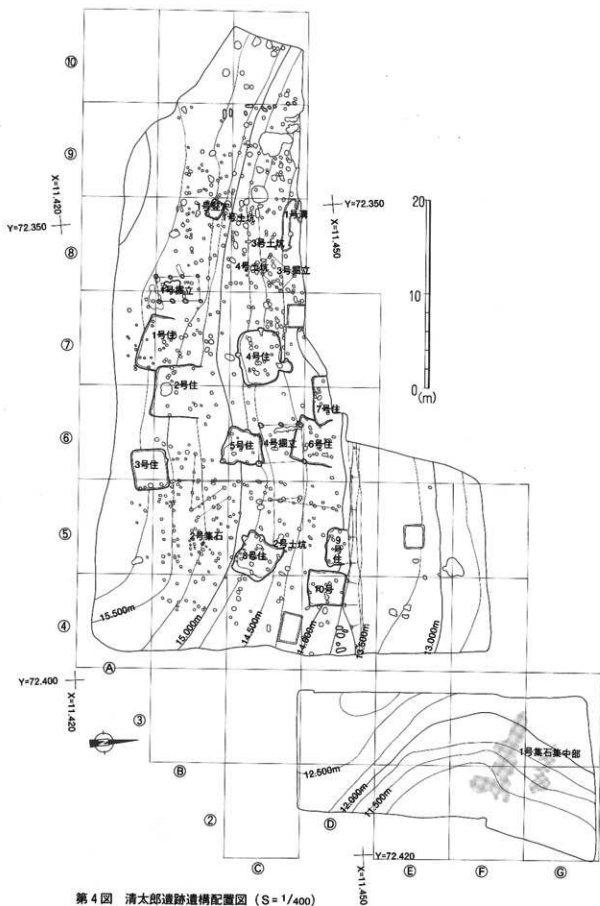 ⑩
⑨
X=11.420
Y=72.350
Y=72.350
X=11.450
20
10
0
(m)
1号土坑
1号溝
3号土坑
4号土坑
3号掘立
⑧
1号掘立
1号住
4号住
⑦
2号住
7号住
5号住
4号掘立
6号住
⑥
3号住
2号集石
2号土坑
8号住
9号住
⑤
10号
15.500m
15.000m
14.500m
14.000m
13.500m
13.000m
④
Ⓐ
Y=72.400
X=11.420
③
1号集石集中部
Ⓑ
12.500m
12.000m
11.500m
②
Ⓓ
Ⓒ
Ⓔ
Ⓕ
Ⓖ
Y=72.420
X=11.450
第4図 清太郎遺跡遺構配置図（S=1/400）